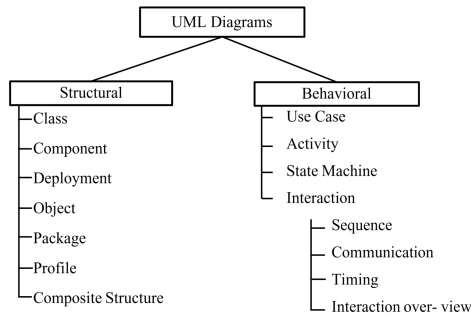 UML Diagrams
Structural
Class
Component
Deployment
Object
Package
Profile
Composite Structure
Behavioral
Use Case
Activity
State Machine
Interaction
Sequence
Communication
Timing
Interaction over- view